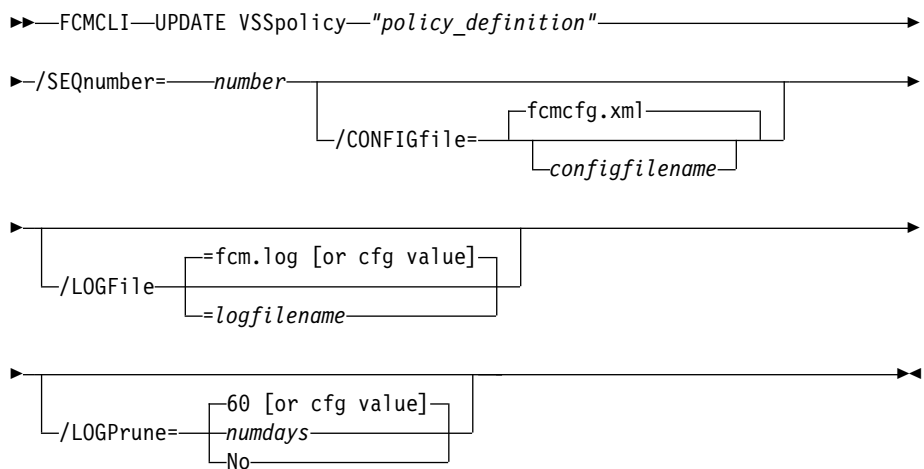 FCMCLI UPDATE VSSpolicy "policy_definition"
/SEQnumber= number
fcmcfg.xml
/CONFIGfile=
configfilename
=fcm.log [or cfg value]
/LOGFile
=logfilename
60 [or cfg value]
/LOGPrune= numdays
No